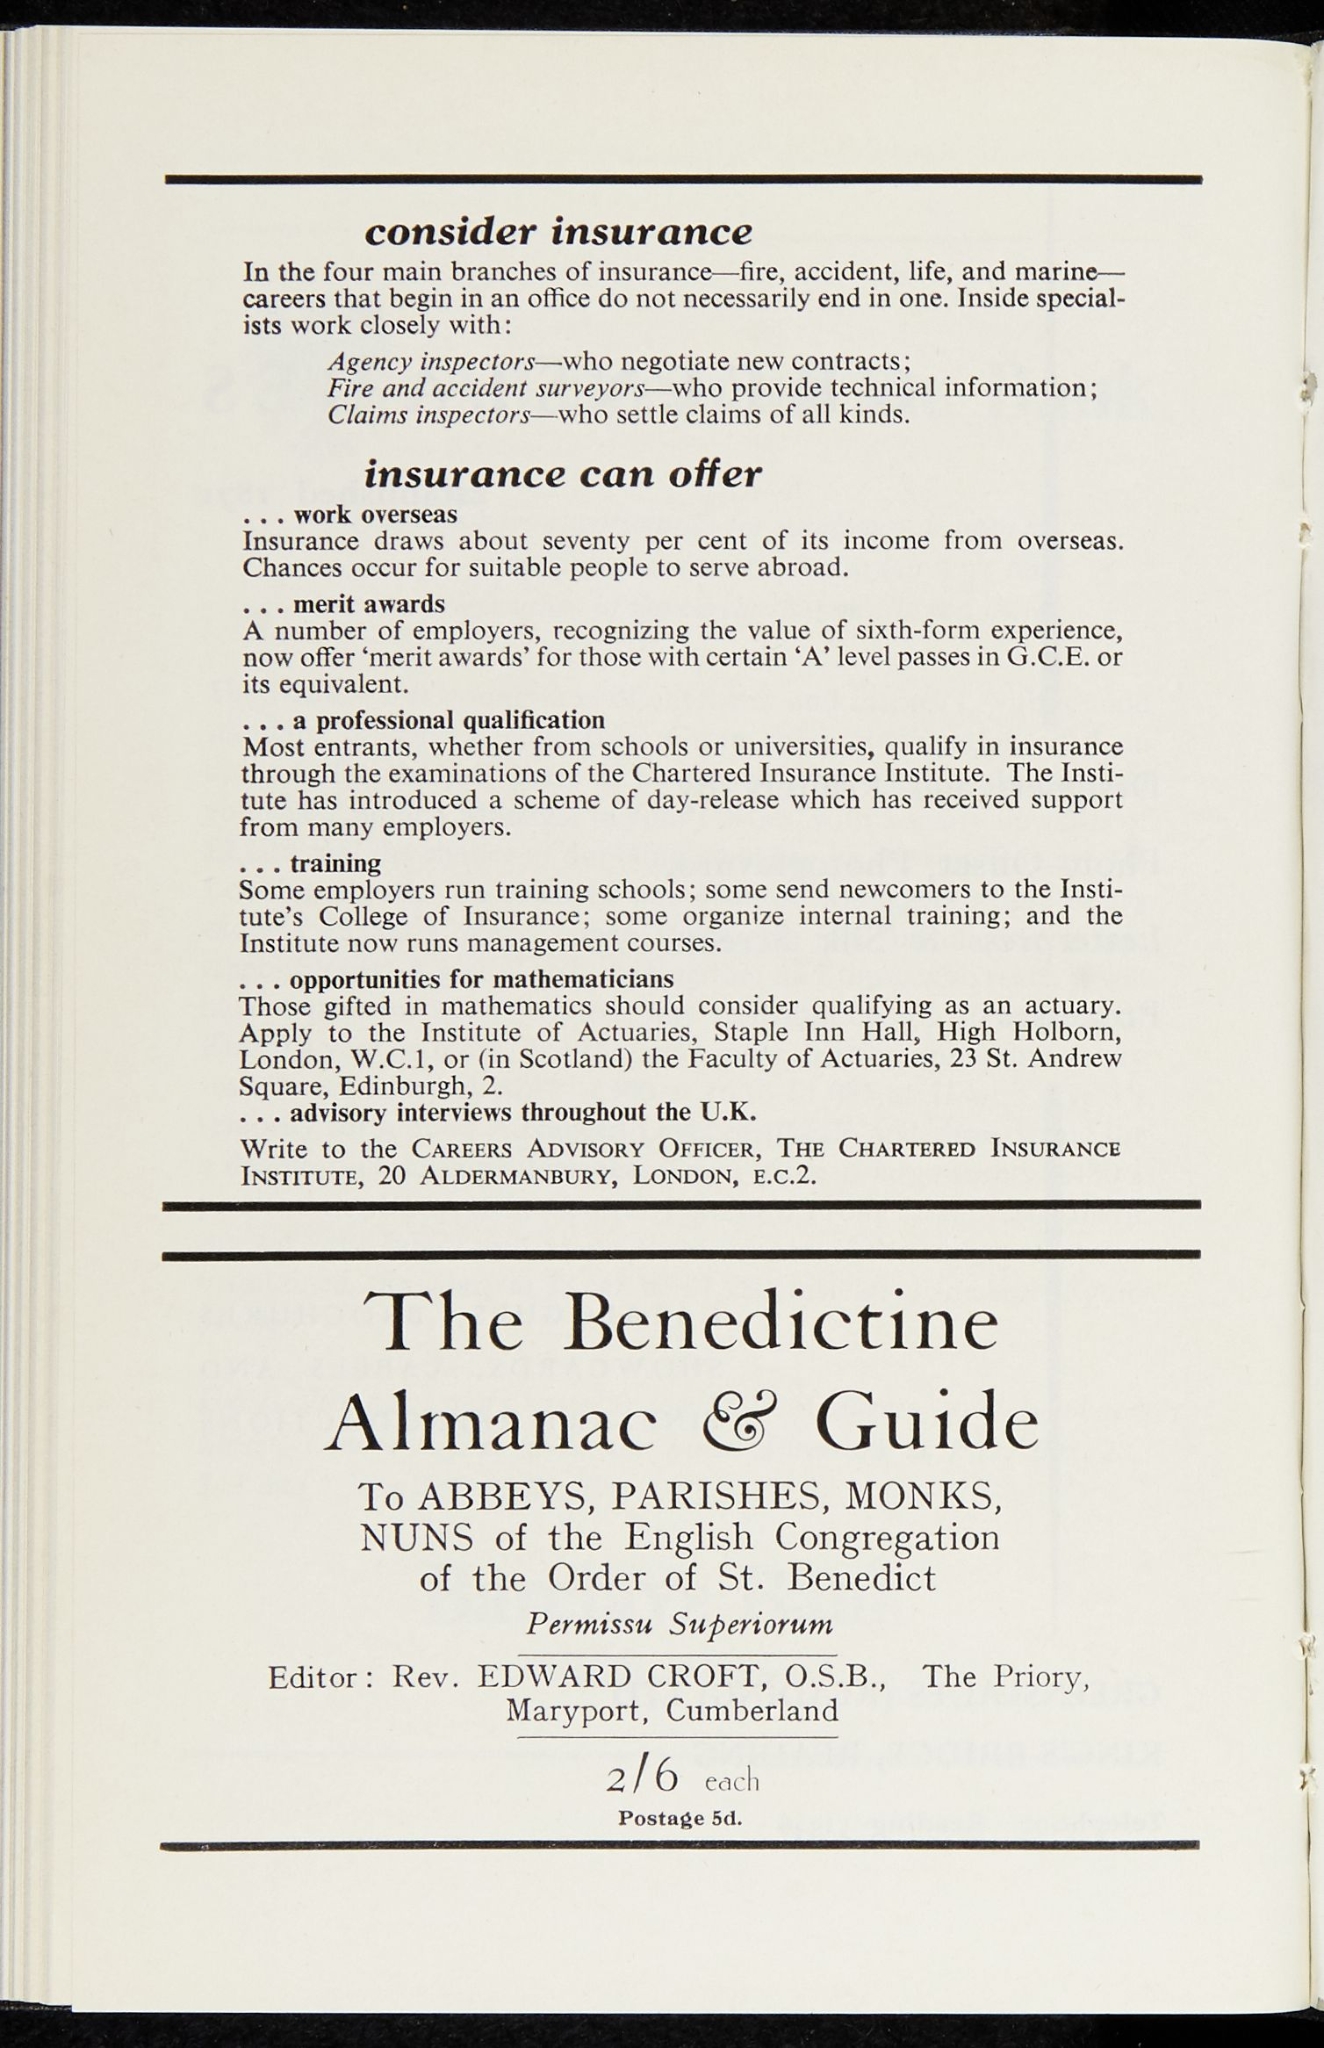 consider insurance
In the four main branches of insurance—fire, accident, life, and marine—
careers that begin in an office do not necessarily end in one. Inside special-
ists work closely with:
Agency inspectors—who negotiate new contracts;
Fire and accident surveyors—who provide technical information;
Claims inspectors—who settle claims of all kinds.
insurance can offer
. . . work overseas
Insurance draws about seventy per cent of its income from overseas.
Chances occur for suitable people to serve abroad.
. . . merit awards
A number of employers, recognizing the value of sixth-form experience,
now offer ‘merit awards’ for those with certain ‘A’ level passes in G.C.E. or
its equivalent.
. . . a professional qualification
Most entrants, whether from schools or universities, qualify in insurance
through the examinations of the Chartered Insurance Institute. The Insti-
tute has introduced a scheme of day-release which has received support
from many employers.
. . . training
Some employers run training schools; some send newcomers to the Insti-
tute’s College of Insurance; some organize internal training; and the
Institute now runs management courses.
. . . opportunities for mathematicians
Those gifted in mathematics should consider qualifying as an actuary.
Apply to the Institute of Actuaries, Staple Inn Hall, High Holborn,
London, W.C.1, or (in Scotland) the Faculty of Actuaries, 23 St. Andrew
Square, Edinburgh, 2.
. . . advisory interviews throughout the U.K.
Write to the CAREERS ADVISORY OFFICER, THE CHARTERED INSURANCE
INSTITUTE, 20 ALDERMANBURY, LONDON, E.C.2.
The Benedictine
Almanac & Guide
To ABBEYS, PARISHES, MONKS,
NUNS of the English Congregation
of the Order of St. Benedict
Permissu Superiorum
Editor: Rev. EDWARD CROFT, O.S.B., The Priory,
Maryport, Cumberland
2/6 each
Postage 5d.